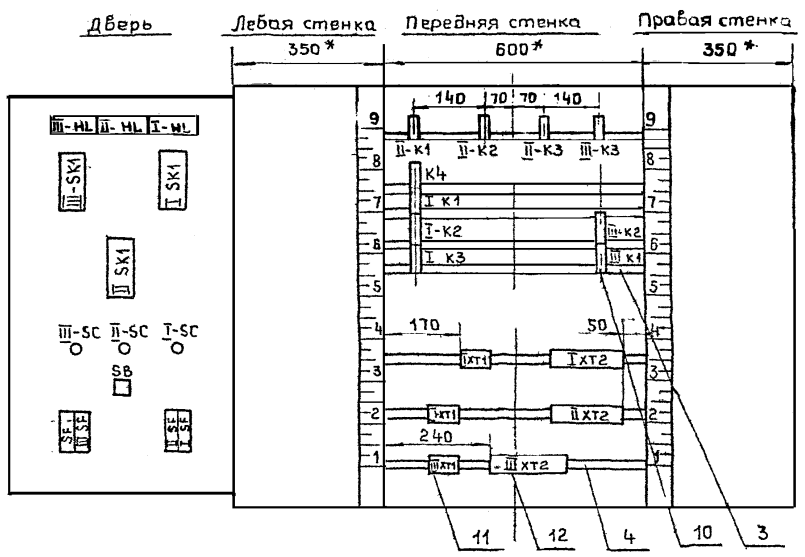 Дверь Левая стенка Передняя стенка Правая стенка
350* 600* 350*
140 70 70 140
9 9
III-HL II-HL I-HL
II-K1 II-K2 II-K3 III-K3
8 8
K4
III-SK1 I SK1
I K1
7 7
I-K2 III-K2
6 6
II SK1
I K3 III K1
5 5
III-SC II-SC I-SC
4 170 50 4
I XT1 I XT2
3 3
SB
2 XT1 II XT2 2
SF III SF II SF I SF
240
1 III XT1 III XT2 1
11 12 4 10 3